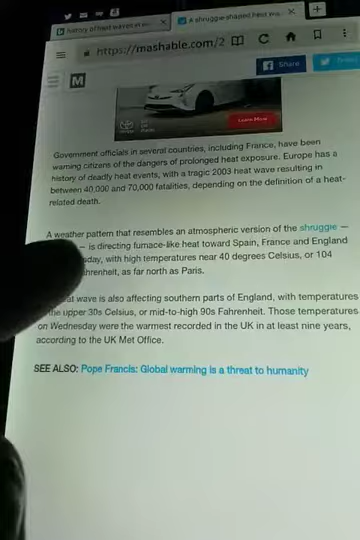 history of heat waves in
A shruggie-shaped heat wa
https://mashable.com/2
M
Share
Learn More
Government officials in several countries, including France, have been
warning citizens of the dangers of prolonged heat exposure. Europe has a
history of deadly heat events, with a tragic 2003 heat wave resulting in
between 40,000 and 70,000 fatalities, depending on the definition of a heat-
related death.
A weather pattern that resembles an atmospheric version of the shruggie —
— is directing furnace-like heat toward Spain, France and England
sday, with high temperatures near 40 degrees Celsius, or 104
ahrenheit, as far north as Paris.
at wave is also affecting southern parts of England, with temperatures
the upper 30s Celsius, or mid-to-high 90s Fahrenheit. Those temperatures
on Wednesday were the warmest recorded in the UK in at least nine years,
according to the UK Met Office.
SEE ALSO: Pope Francis: Global warming is a threat to humanity